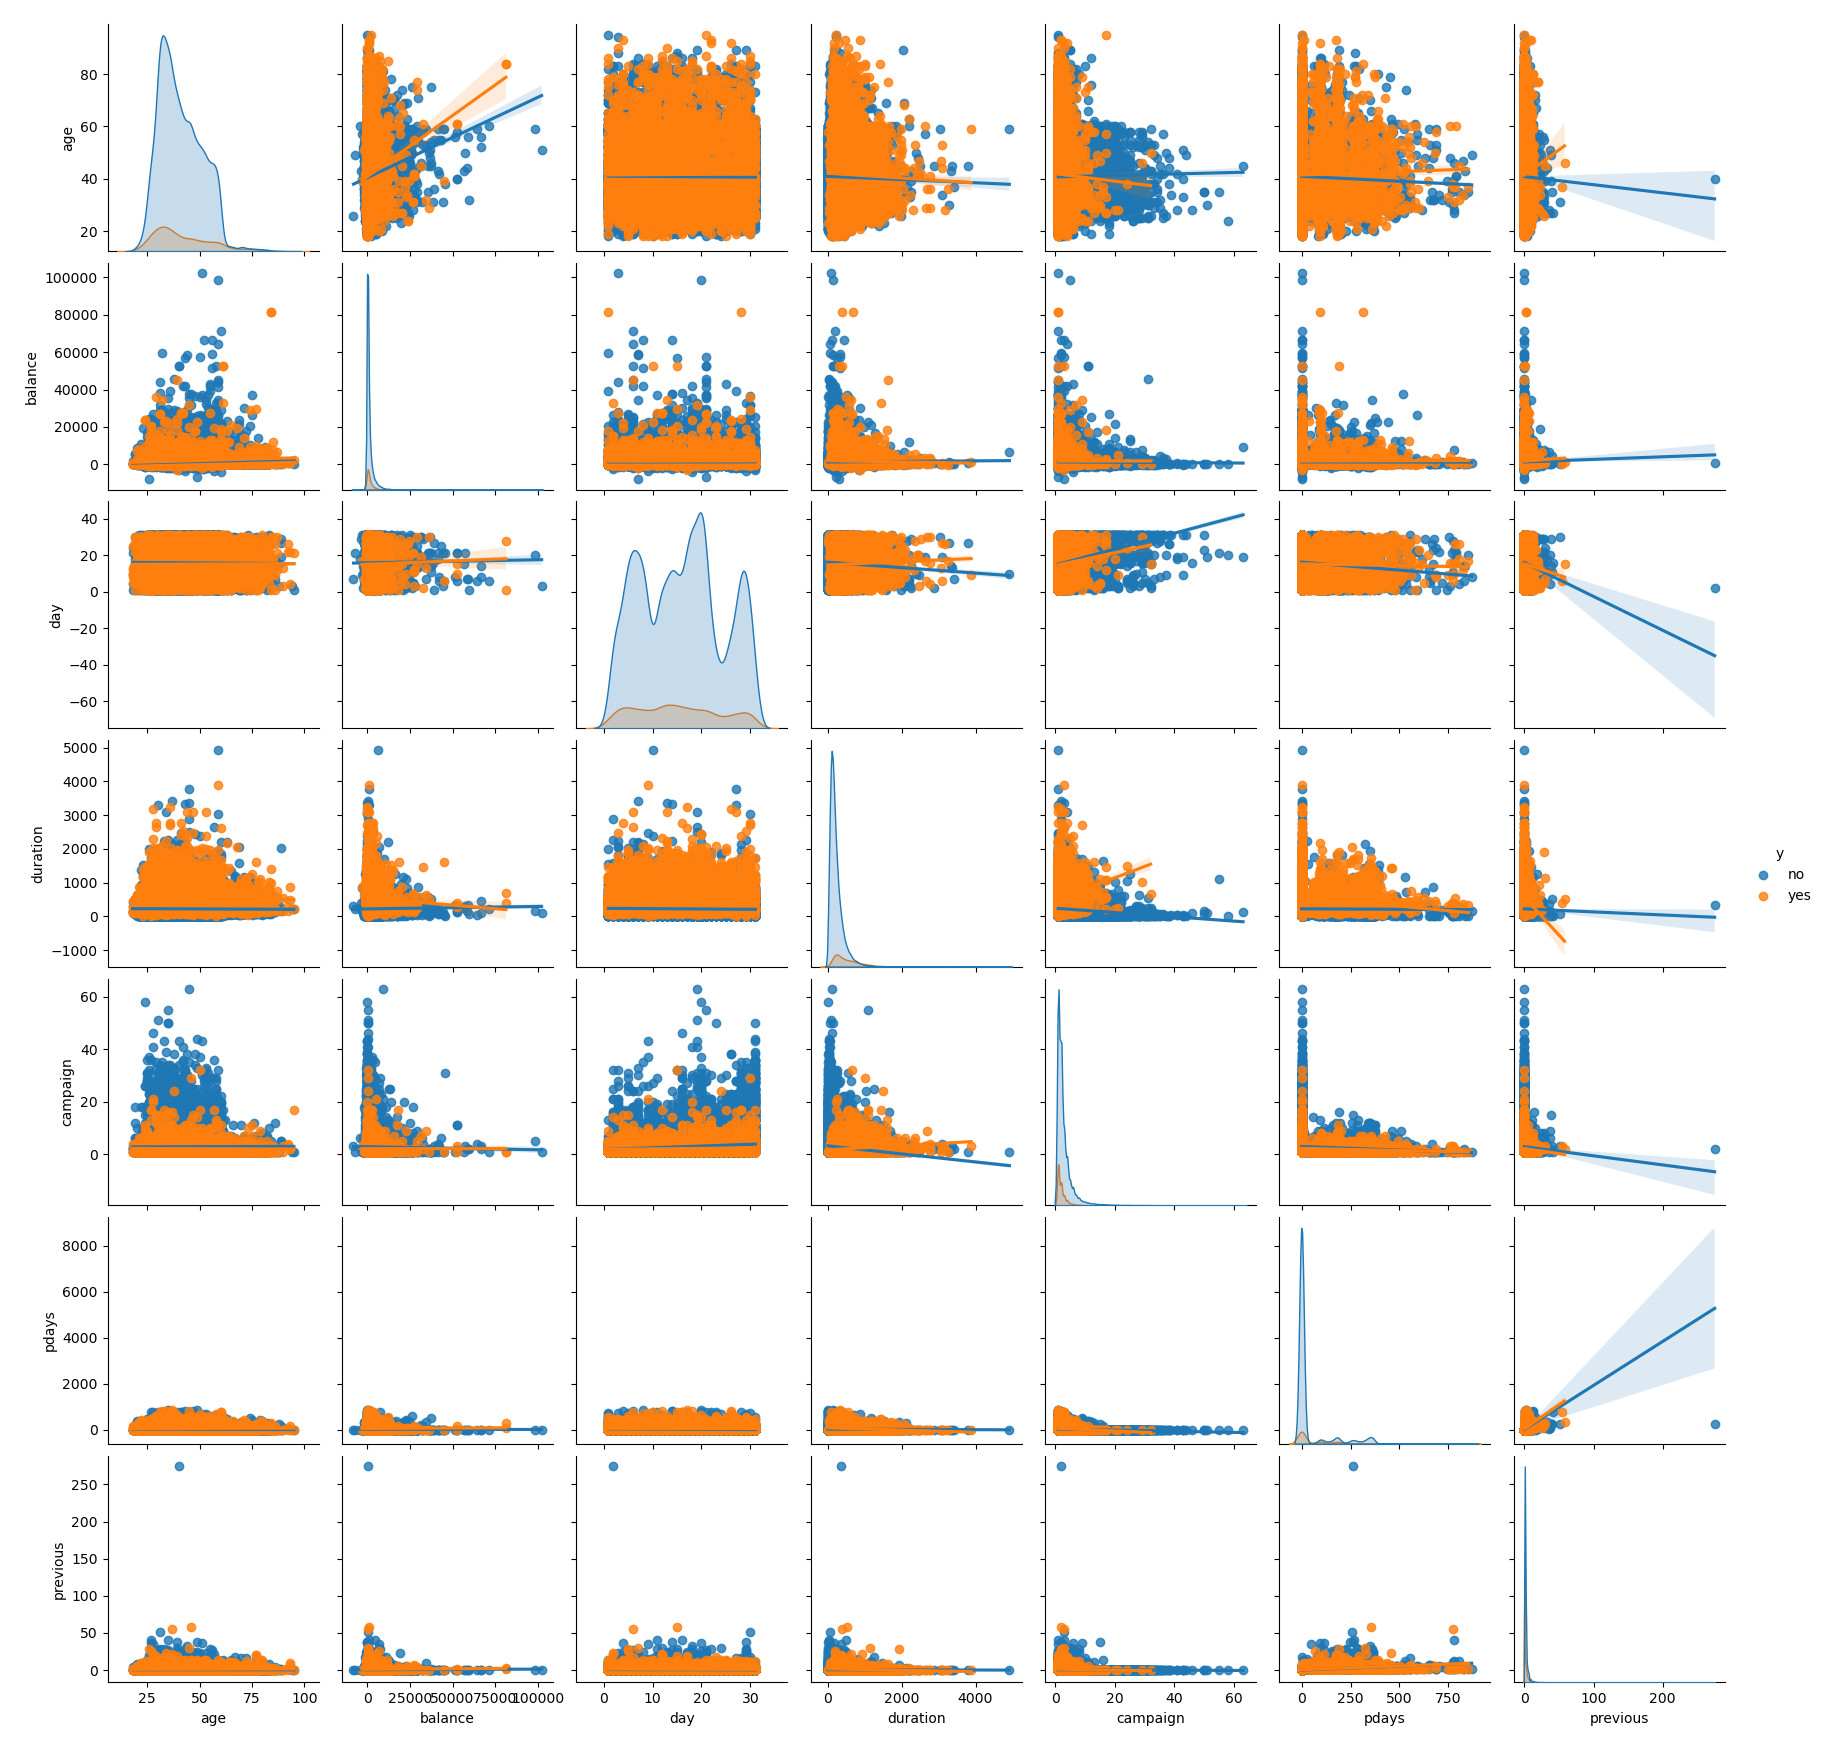 80
60
40
20
age
100000
80000
60000
40000
20000
0
balance
40
20
0
−20
−40
−60
day
5000
4000
3000
2000
1000
0
−1000
duration
y
no
yes
60
40
20
0
campaign
8000
6000
4000
2000
0
pdays
250
200
150
100
50
0
previous
25 50 75 100
0 25000 50000 75000 100000
0 10 20 30
0 2000 4000
0 20 40 60
0 250 500 750
0 100 200
age balance day duration campaign pdays previous